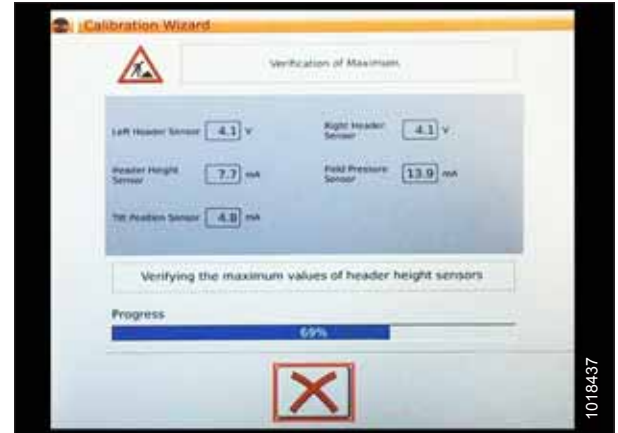 Calibration Wizard
Verification of Maximum
Left Header Sensor 4.1 V
Right Header Sensor 4.1 V
Header Height Sensor 7.7 mA
Field Pressure Sensor 13.9 mA
Tilt Position Sensor 4.8 mA
Verifying the maximum values of header height sensors
Progress
69%
1018437